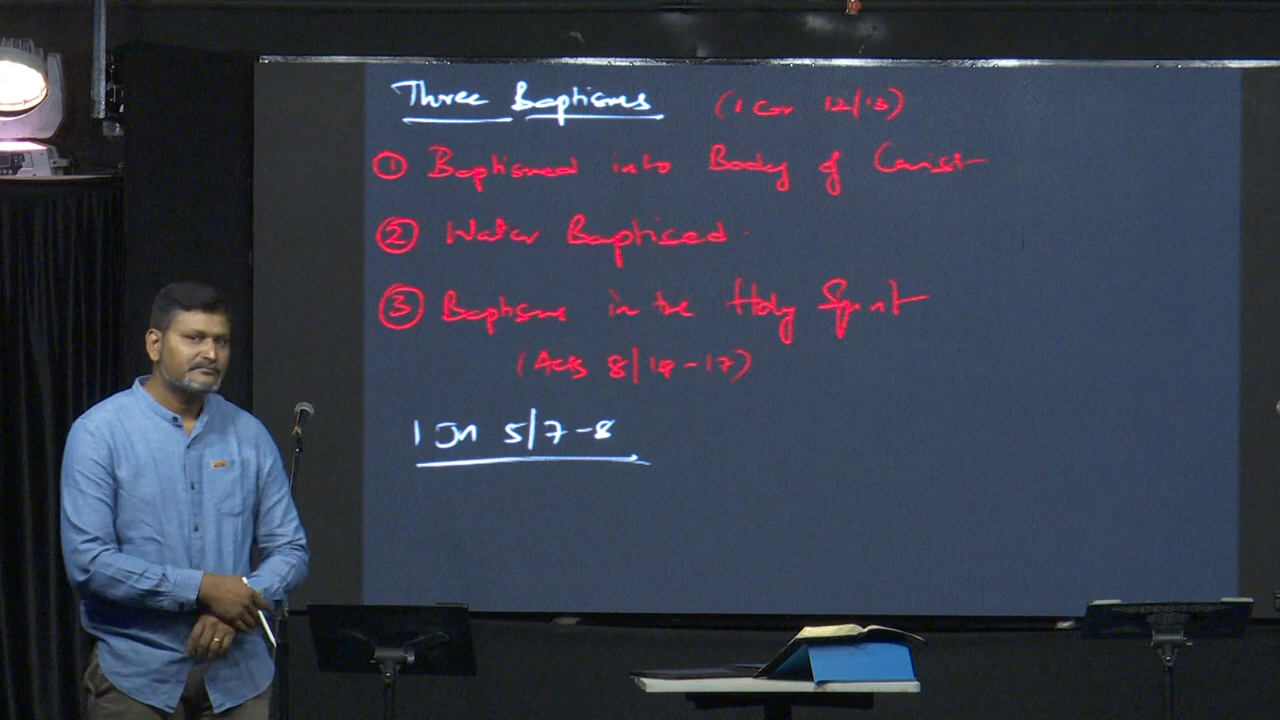 Three Baptisms (1 Cor 12/13)
① Baptismed into Body of Christ
② Water Baptised.
③ Baptism in the Holy Spirit
(Acts 8/14-17)
1 Jn 5/7-8